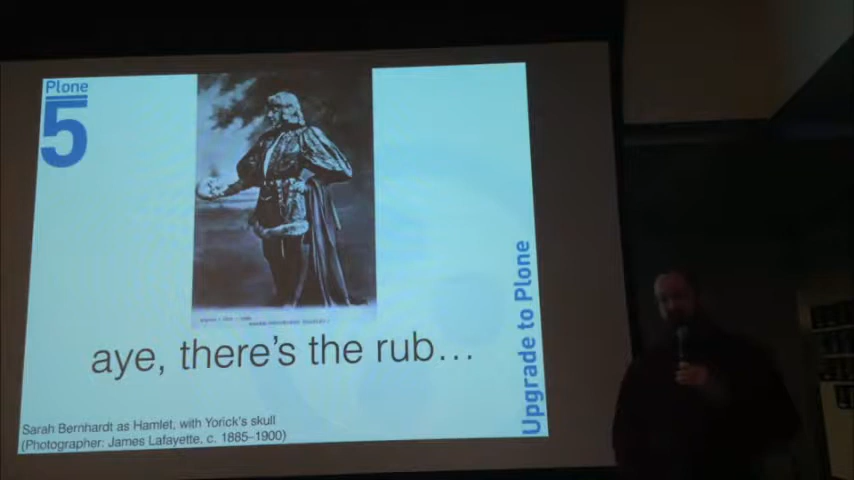 Plone
5
aye, there's the rub...
Upgrade to Plone
Sarah Bernhardt as Hamlet, with Yorick's skull
(Photographer: James Lafayette, c. 1885–1900)